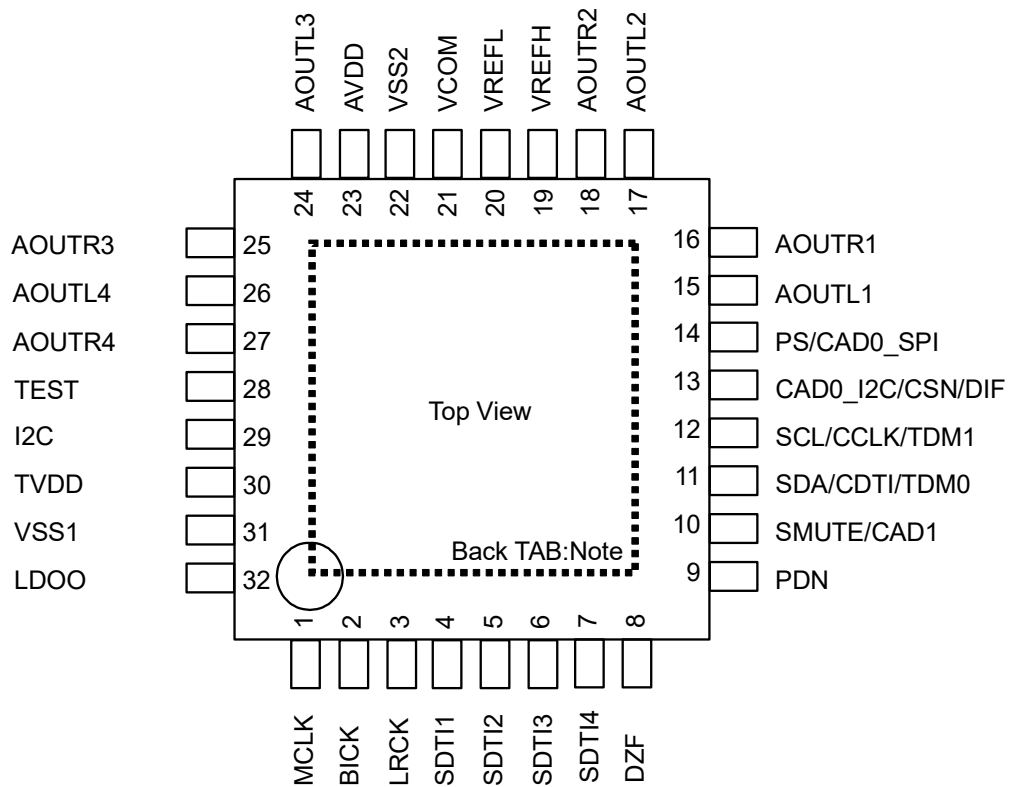 AOUTL3
AVDD
VSS2
VCOM
VREFL
VREFH
AOUTR2
AOUTL2
24
23
22
21
20
19
18
17
AOUTR3
25
AOUTL4
26
AOUTR4
27
TEST
28
I2C
29
TVDD
30
VSS1
31
LDOO
32
Top View
Back TAB:Note
16
AOUTR1
15
AOUTL1
14
PS/CAD0_SPI
13
CAD0_I2C/CSN/DIF
12
SCL/CCLK/TDM1
11
SDA/CDTI/TDM0
10
SMUTE/CAD1
9
PDN
1
2
3
4
5
6
7
8
MCLK
BICK
LRCK
SDTI1
SDTI2
SDTI3
SDTI4
DZF